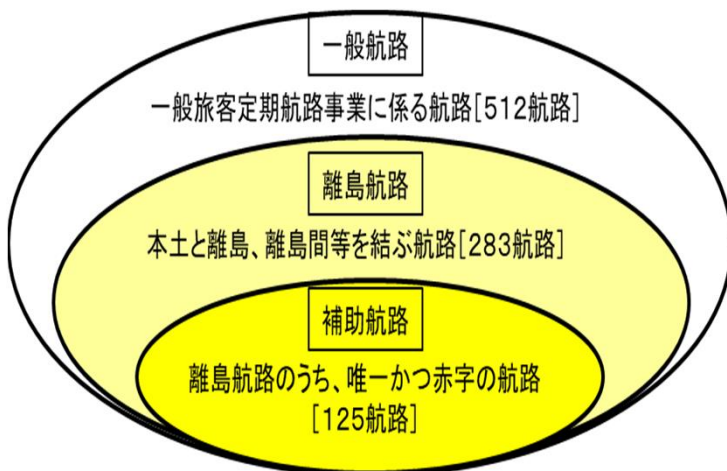 一般航路
一般旅客定期航路事業に係る航路[512航路]
離島航路
本土と離島、離島間等を結ぶ航路[283航路]
補助航路
離島航路のうち、唯一かつ赤字の航路
[125航路]